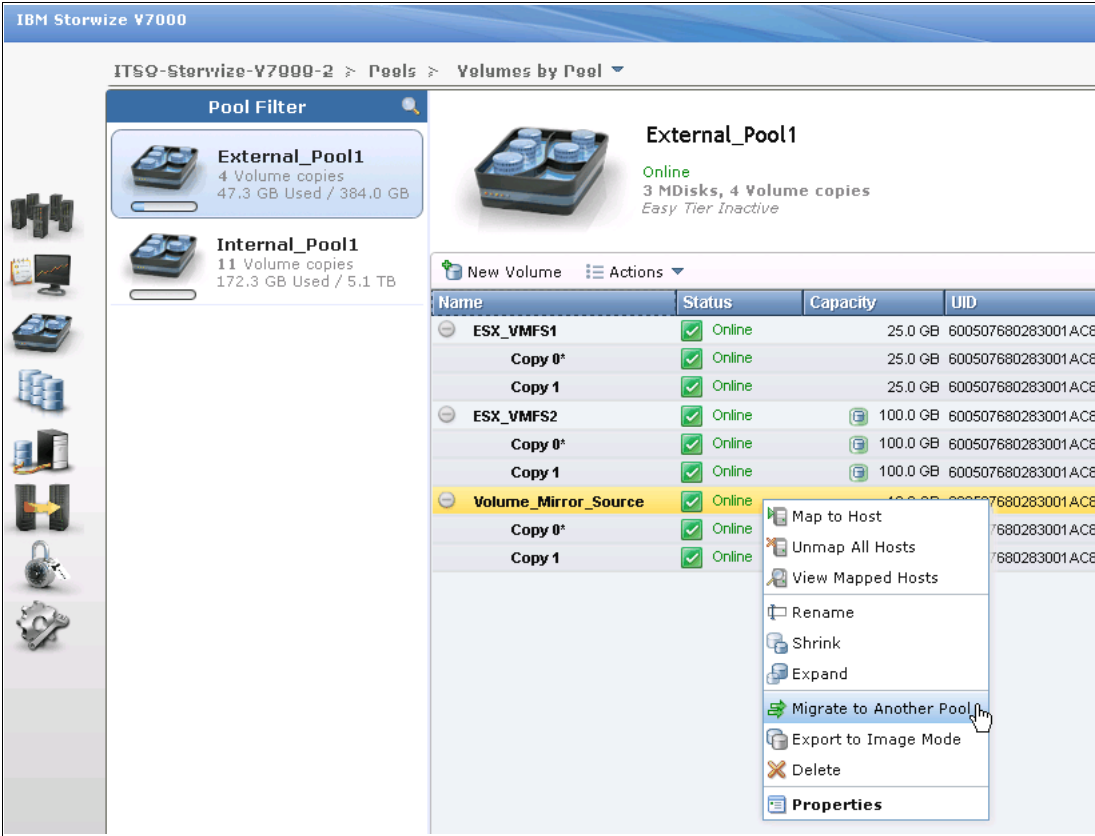 IBM Storwize V7000
ITSO-Storwize-V7000-2 > Pools > Volumes by Pool
Pool Filter
External_Pool1
4 Volume copies
47.3 GB Used / 384.0 GB
Internal_Pool1
11 Volume copies
172.3 GB Used / 5.1 TB
External_Pool1
Online
3 MDisks, 4 Volume copies
Easy Tier Inactive
New Volume Actions
Name Status Capacity UID
ESX_VMFS1 Online 25.0 GB 600507680283001AC8
Copy 0* Online 25.0 GB 600507680283001AC8
Copy 1 Online 25.0 GB 600507680283001AC8
ESX_VMFS2 Online 100.0 GB 600507680283001AC8
Copy 0* Online 100.0 GB 600507680283001AC8
Copy 1 Online 100.0 GB 600507680283001AC8
Volume_Mirror_Source Online 7680283001AC8
Copy 0* Online 7680283001AC8
Copy 1 Online 7680283001AC8
Map to Host
Unmap All Hosts
View Mapped Hosts
Rename
Shrink
Expand
Migrate to Another Pool
Export to Image Mode
Delete
Properties